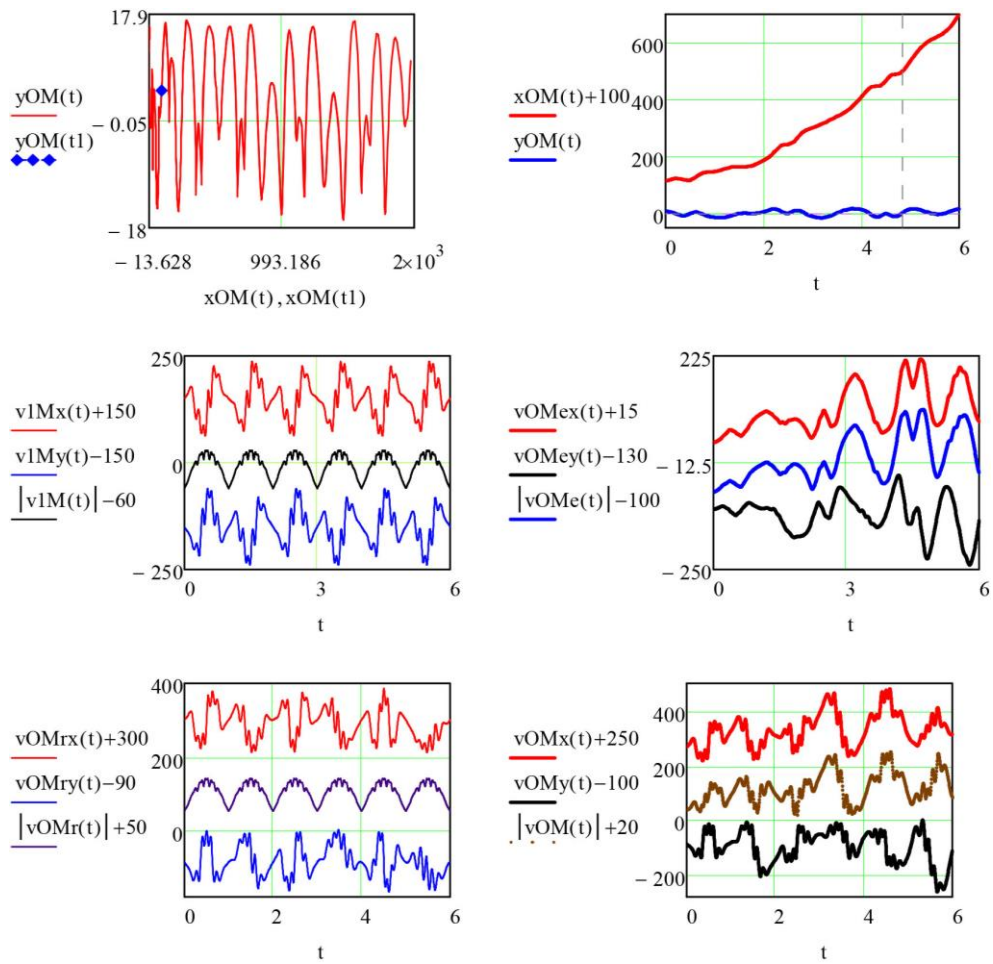 17.9
yOM(t)
− 0.05
yOM(t1)
− 18
− 13.628 993.186 2×10³
xOM(t) , xOM(t1)
600
xOM(t)+100
400
yOM(t)
200
0
0 2 4 6
t
250
v1Mx(t)+150
v1My(t)−150
0
|v1M(t)|−60
− 250
0 3 6
t
225
vOMex(t)+15
vOMey(t)−130
− 12.5
|vOMe(t)|−100
− 250
0 3 6
t
400
vOMrx(t)+300
200
vOMry(t)−90
|vOMr(t)|+50
0
0 2 4 6
t
400
vOMx(t)+250
200
vOMy(t)−100
0
|vOM(t)|+20
− 200
0 2 4 6
t